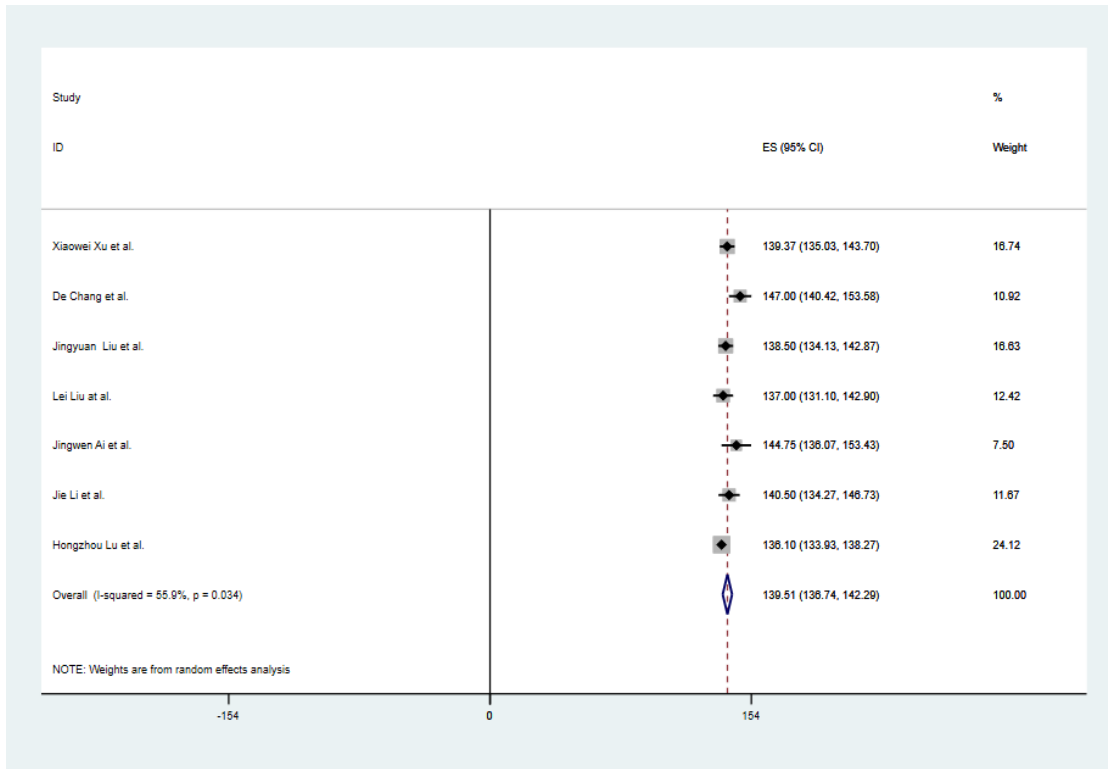 Study %
ID ES (95% CI) Weight
Xiaowei Xu et al. 139.37 (135.03, 143.70) 16.74
De Chang et al. 147.00 (140.42, 153.58) 10.92
Jingyuan Liu et al. 138.50 (134.13, 142.87) 16.63
Lei Liu at al. 137.00 (131.10, 142.90) 12.42
Jingwen Ai et al. 144.75 (136.07, 153.43) 7.50
Jie Li et al. 140.50 (134.27, 146.73) 11.67
Hongzhou Lu et al. 136.10 (133.93, 138.27) 24.12
Overall (I-squared = 55.9%, p = 0.034) 139.51 (136.74, 142.29) 100.00
NOTE: Weights are from random effects analysis
-154 0 154